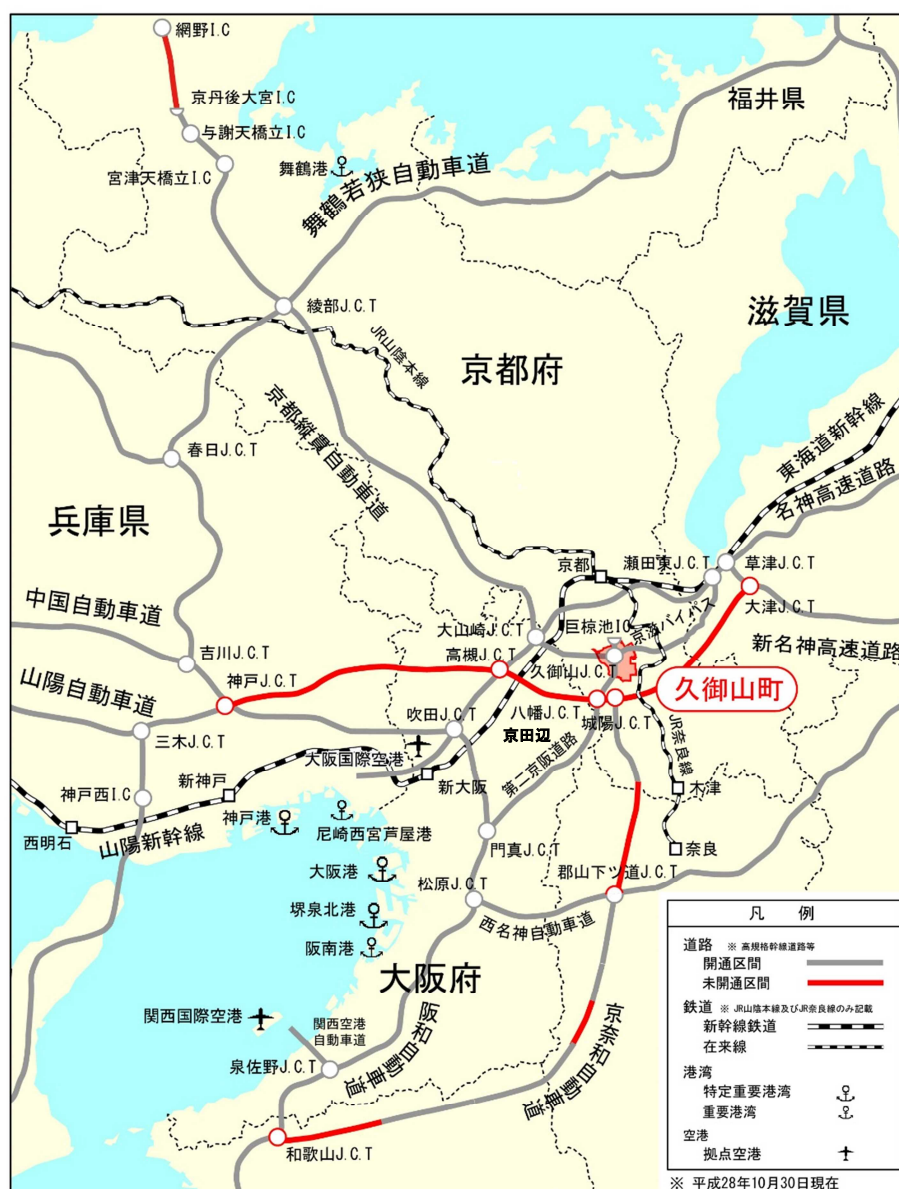 網野I.C
京丹後大宮I.C
与謝天橋立I.C
宮津天橋立I.C
舞鶴港
舞鶴若狭自動車道
福井県
綾部J.C.T
JR山陰本線
滋賀県
京都府
京都縦貫自動車道
春日J.C.T
東海道新幹線
名神高速道路
兵庫県
京都
瀬田東J.C.T
草津J.C.T
大津J.C.T
中国自動車道
大山崎J.C.T
巨椋池IC
京滋バイパス
新名神高速道路
吉川J.C.T
高槻J.C.T
久御山J.C.T
久御山町
神戸J.C.T
山陽自動車道
八幡J.C.T
京田辺
城陽J.C.T
吹田J.C.T
三木J.C.T
大阪国際空港
第二京阪道路
JR奈良線
新神戸
新大阪
木津
神戸西I.C
神戸港
尼崎西宮芦屋港
西明石
山陽新幹線
門真J.C.T
奈良
大阪港
松原J.C.T
郡山下ツ道J.C.T
堺泉北港
西名神自動車道
阪南港
大阪府
関西国際空港
関西空港
自動車道
阪和自動車道
京奈和自動車道
泉佐野J.C.T
和歌山J.C.T
凡 例
道路 ※ 高規格幹線道路等
開通区間
未開通区間
鉄道 ※ JR山陰本線及びJR奈良線のみ記載
新幹線鉄道
在来線
港湾
特定重要港湾
重要港湾
空港
拠点空港
※ 平成28年10月30日現在